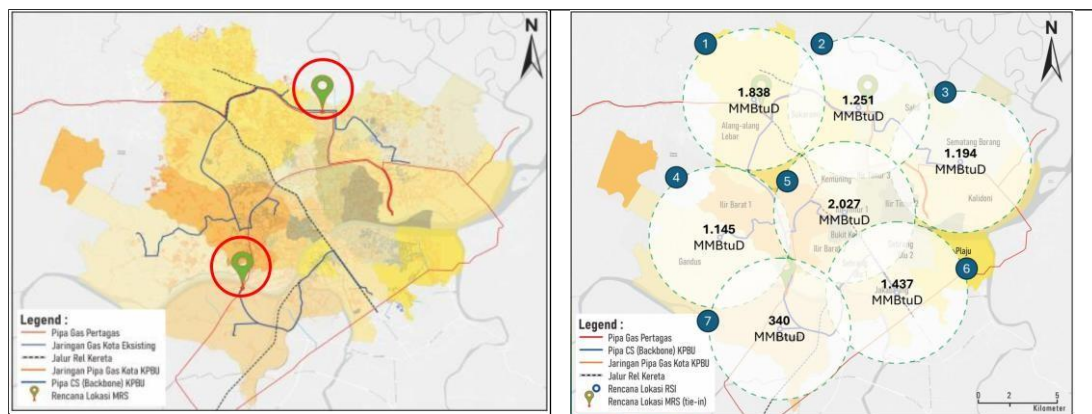 N
Legend :
Pipa Gas Pertagas
Jaringan Gas Kota Eksisting
Jalur Rel Kereta
Jaringan Pipa Gas Kota KPBU
Pipa CS (Backbone) KPBU
Rencana Lokasi MRS
N
1
2
3
1.838
MMBtuD
1.251
MMBtuD
Alang-alang
Lebar
Sematang Borang
1.194
MMBtuD
Kalidoni
4
5
Kemuning
2.027
MMBtuD
Ilir Barat 1
1.145
MMBtuD
Gandus
Ilir Barat
Plaju
6
1.437
MMBtuD
7
340
MMBtuD
Legend :
Pipa Gas Pertagas
Pipa CS (Backbone) KPBU
Jaringan Pipa Gas Kota KPBU
Jalur Rel Kereta
Rencana Lokasi RSI
Rencana Lokasi MRS (tie-in)
0 2 5
Kilometer